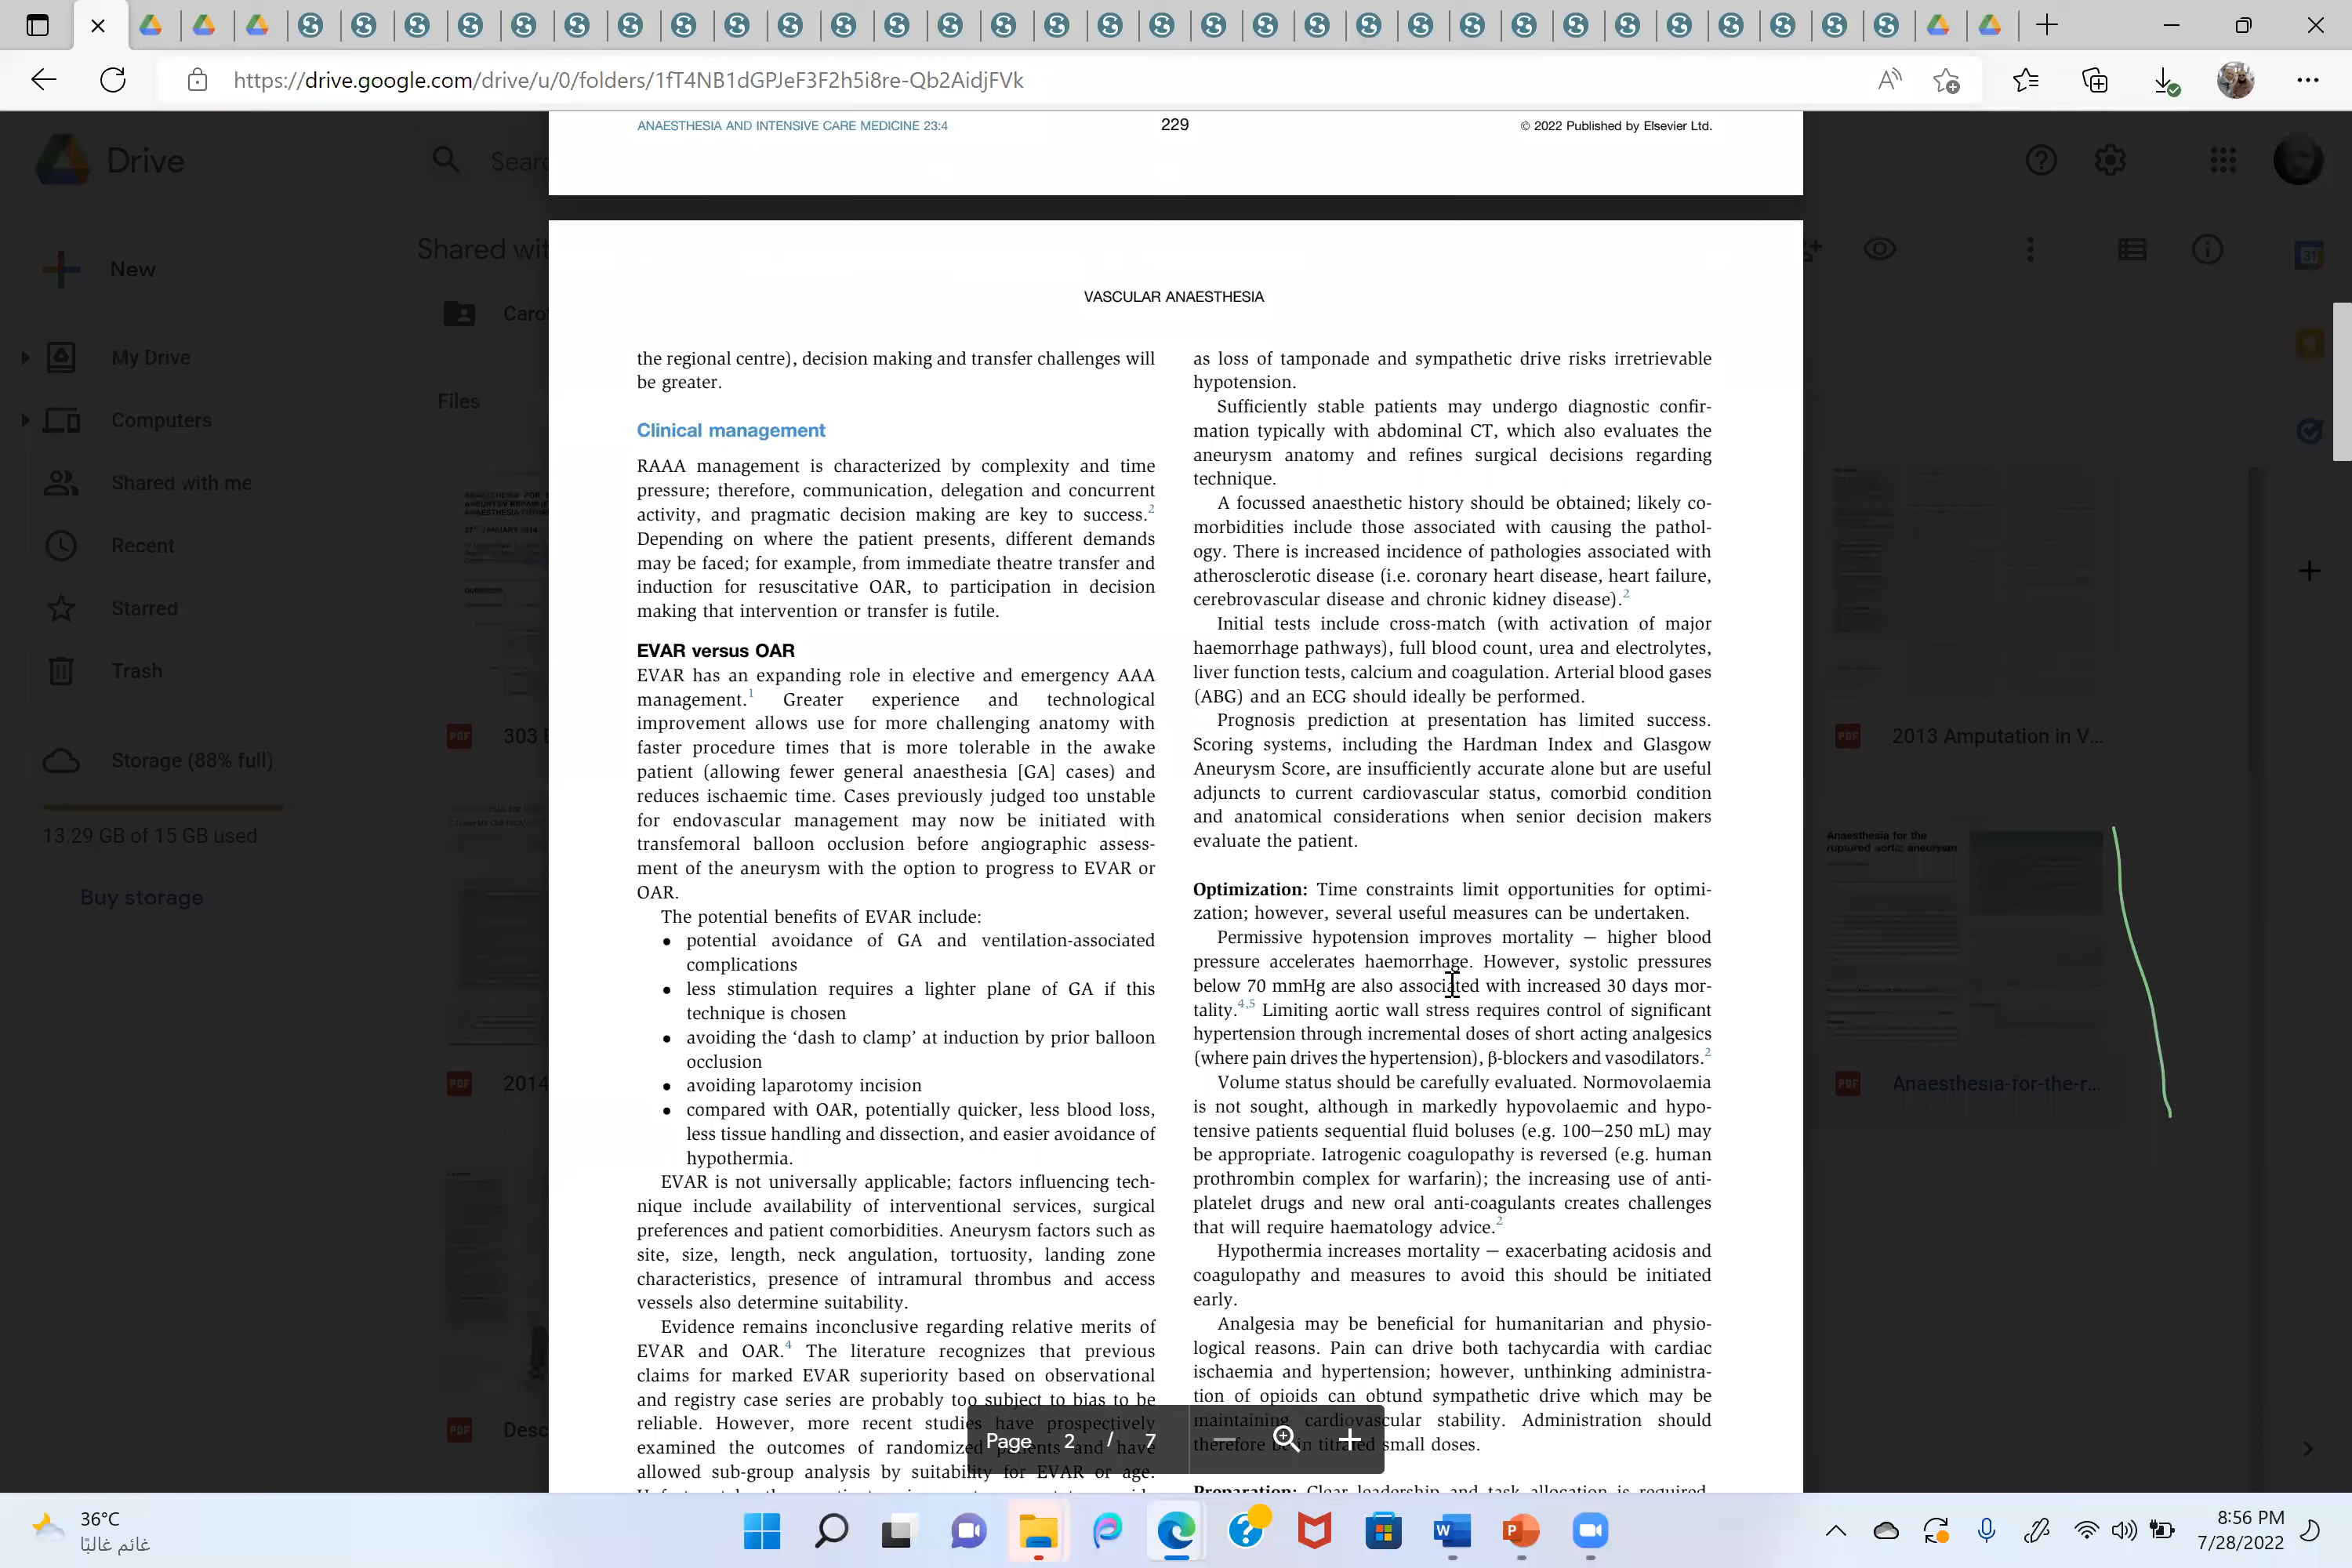 https://drive.google.com/drive/u/0/folders/1fT4NB1dGPJeF3F2h5i8re-Qb2AidjFVk
Drive
Sear
ANAESTHESIA AND INTENSIVE CARE MEDICINE 23:4
229
© 2022 Published by Elsevier Ltd.
New
My Drive
Computers
Shared with me
Recent
Starred
Trash
Storage (88% full)
13.29 GB of 15 GB used
Buy storage
Shared wit
Caro
Files
303 E
2014
Desc
VASCULAR ANAESTHESIA
the regional centre), decision making and transfer challenges will
be greater.
Clinical management
RAAA management is characterized by complexity and time
pressure; therefore, communication, delegation and concurrent
activity, and pragmatic decision making are key to success.2
Depending on where the patient presents, different demands
may be faced; for example, from immediate theatre transfer and
induction for resuscitative OAR, to participation in decision
making that intervention or transfer is futile.
EVAR versus OAR
EVAR has an expanding role in elective and emergency AAA
management.1 Greater experience and technological
improvement allows use for more challenging anatomy with
faster procedure times that is more tolerable in the awake
patient (allowing fewer general anaesthesia [GA] cases) and
reduces ischaemic time. Cases previously judged too unstable
for endovascular management may now be initiated with
transfemoral balloon occlusion before angiographic assess-
ment of the aneurysm with the option to progress to EVAR or
OAR.
The potential benefits of EVAR include:
• potential avoidance of GA and ventilation-associated
complications
• less stimulation requires a lighter plane of GA if this
technique is chosen
• avoiding the ‘dash to clamp’ at induction by prior balloon
occlusion
• avoiding laparotomy incision
• compared with OAR, potentially quicker, less blood loss,
less tissue handling and dissection, and easier avoidance of
hypothermia.
EVAR is not universally applicable; factors influencing tech-
nique include availability of interventional services, surgical
preferences and patient comorbidities. Aneurysm factors such as
site, size, length, neck angulation, tortuosity, landing zone
characteristics, presence of intramural thrombus and access
vessels also determine suitability.
Evidence remains inconclusive regarding relative merits of
EVAR and OAR.4 The literature recognizes that previous
claims for marked EVAR superiority based on observational
and registry case series are probably too subject to bias to be
reliable. However, more recent studies have prospectively
examined the outcomes of randomized patients and have
allowed sub-group analysis by suitability for EVAR or age.
as loss of tamponade and sympathetic drive risks irretrievable
hypotension.
Sufficiently stable patients may undergo diagnostic confir-
mation typically with abdominal CT, which also evaluates the
aneurysm anatomy and refines surgical decisions regarding
technique.
A focussed anaesthetic history should be obtained; likely co-
morbidities include those associated with causing the pathol-
ogy. There is increased incidence of pathologies associated with
atherosclerotic disease (i.e. coronary heart disease, heart failure,
cerebrovascular disease and chronic kidney disease).2
Initial tests include cross-match (with activation of major
haemorrhage pathways), full blood count, urea and electrolytes,
liver function tests, calcium and coagulation. Arterial blood gases
(ABG) and an ECG should ideally be performed.
Prognosis prediction at presentation has limited success.
Scoring systems, including the Hardman Index and Glasgow
Aneurysm Score, are insufficiently accurate alone but are useful
adjuncts to current cardiovascular status, comorbid condition
and anatomical considerations when senior decision makers
evaluate the patient.
Optimization: Time constraints limit opportunities for optimi-
zation; however, several useful measures can be undertaken.
Permissive hypotension improves mortality – higher blood
pressure accelerates haemorrhage. However, systolic pressures
below 70 mmHg are also associated with increased 30 days mor-
tality.4,5 Limiting aortic wall stress requires control of significant
hypertension through incremental doses of short acting analgesics
(where pain drives the hypertension), β-blockers and vasodilators.2
Volume status should be carefully evaluated. Normovolaemia
is not sought, although in markedly hypovolaemic and hypo-
tensive patients sequential fluid boluses (e.g. 100–250 mL) may
be appropriate. Iatrogenic coagulopathy is reversed (e.g. human
prothrombin complex for warfarin); the increasing use of anti-
platelet drugs and new oral anti-coagulants creates challenges
that will require haematology advice.2
Hypothermia increases mortality – exacerbating acidosis and
coagulopathy and measures to avoid this should be initiated
early.
Analgesia may be beneficial for humanitarian and physio-
logical reasons. Pain can drive both tachycardia with cardiac
ischaemia and hypertension; however, unthinking administra-
tion of opioids can obtund sympathetic drive which may be
maintaining cardiovascular stability. Administration should
therefore be in titrated small doses.
Preparation: Clear leadership and task allocation is required.
Page 2 / 7
PDF 2013 Amputation in V...
Anaesthesia for the
ruptured aortic aneurysm
PDF Anaesthesia-for-the-r...
36°C
غائم غالبًا
8:56 PM
7/28/2022